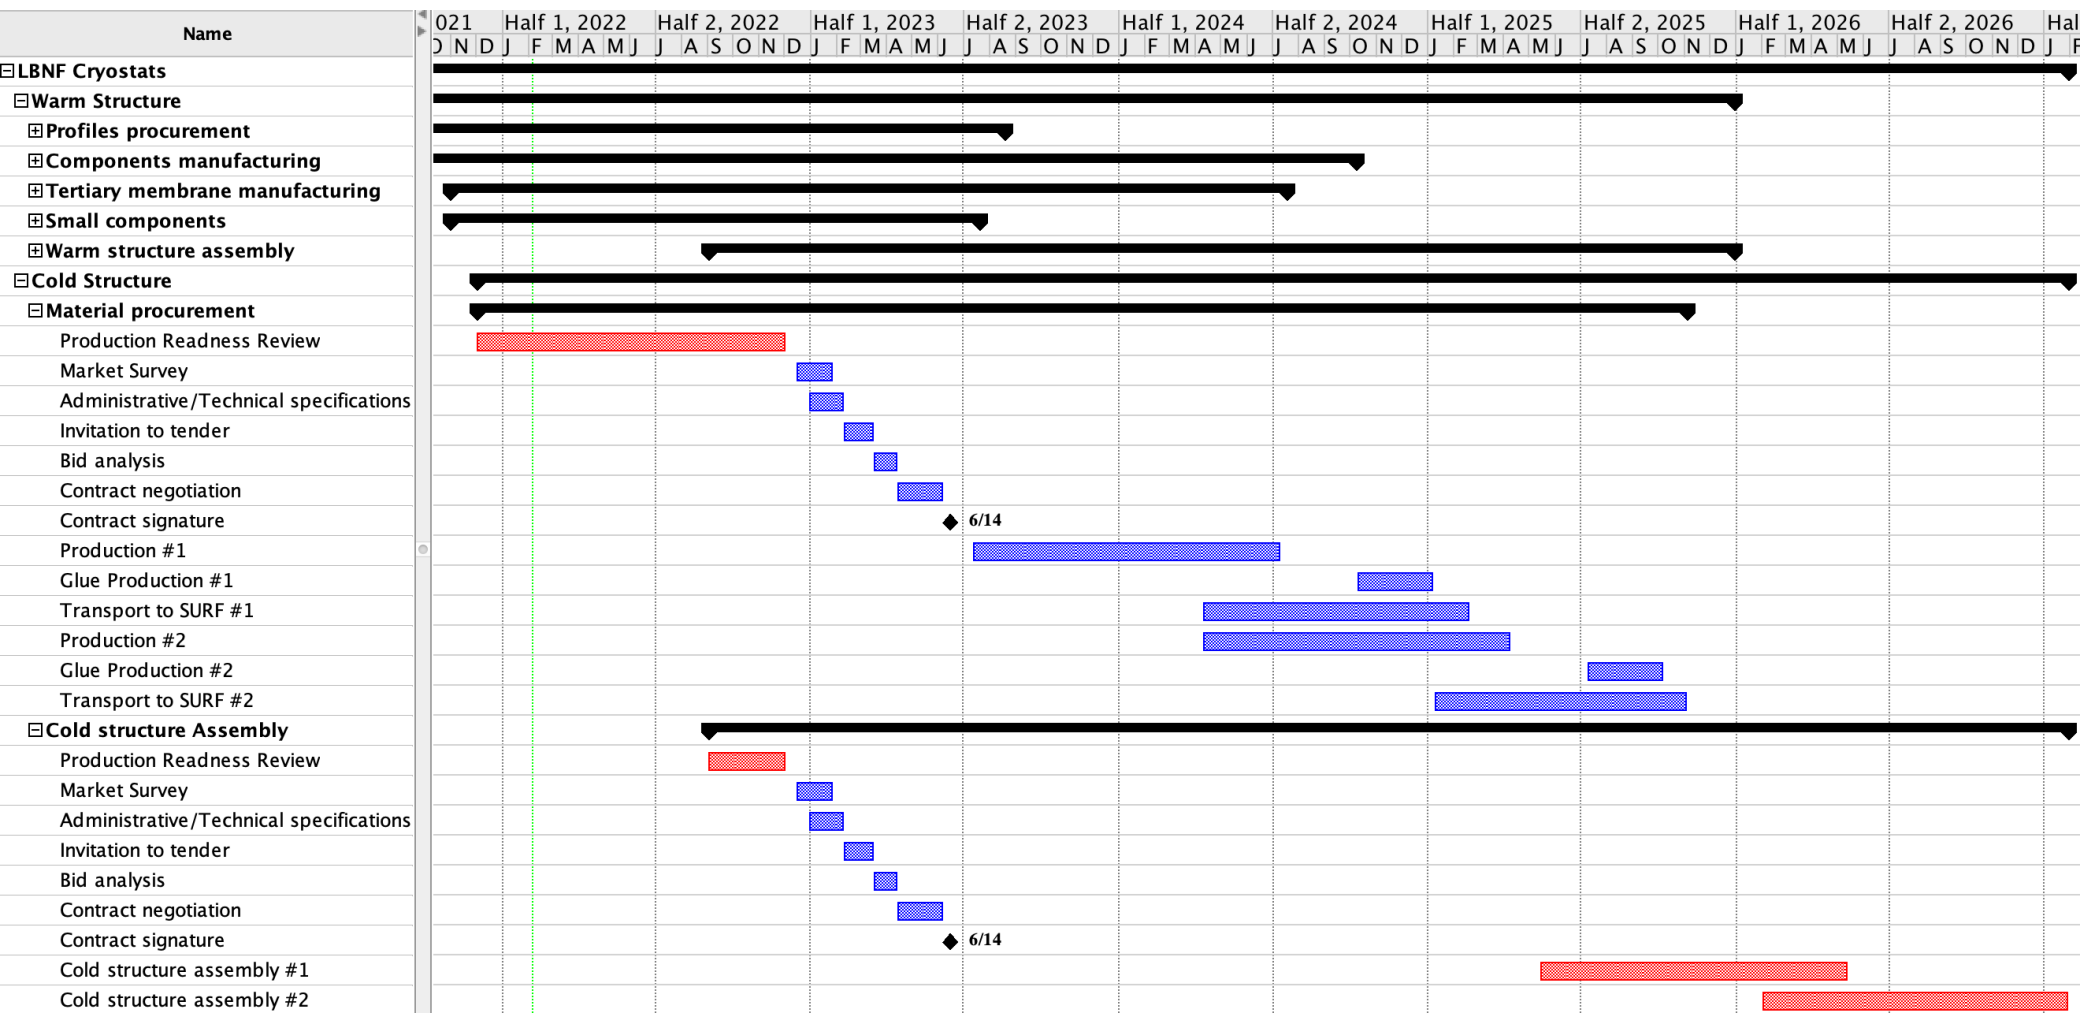 Name
021 Half 1, 2022 Half 2, 2022 Half 1, 2023 Half 2, 2023 Half 1, 2024 Half 2, 2024 Half 1, 2025 Half 2, 2025 Half 1, 2026 Half 2, 2026 Hal
O N D J F M A M J J A S O N D J F M A M J J A S O N D J F M A M J J A S O N D J F M A M J J A S O N D J F M A M J J A S O N D J F
LBNF Cryostats
Warm Structure
Profiles procurement
Components manufacturing
Tertiary membrane manufacturing
Small components
Warm structure assembly
Cold Structure
Material procurement
Production Readness Review
Market Survey
Administrative/Technical specifications
Invitation to tender
Bid analysis
Contract negotiation
Contract signature 6/14
Production #1
Glue Production #1
Transport to SURF #1
Production #2
Glue Production #2
Transport to SURF #2
Cold structure Assembly
Production Readness Review
Market Survey
Administrative/Technical specifications
Invitation to tender
Bid analysis
Contract negotiation
Contract signature 6/14
Cold structure assembly #1
Cold structure assembly #2